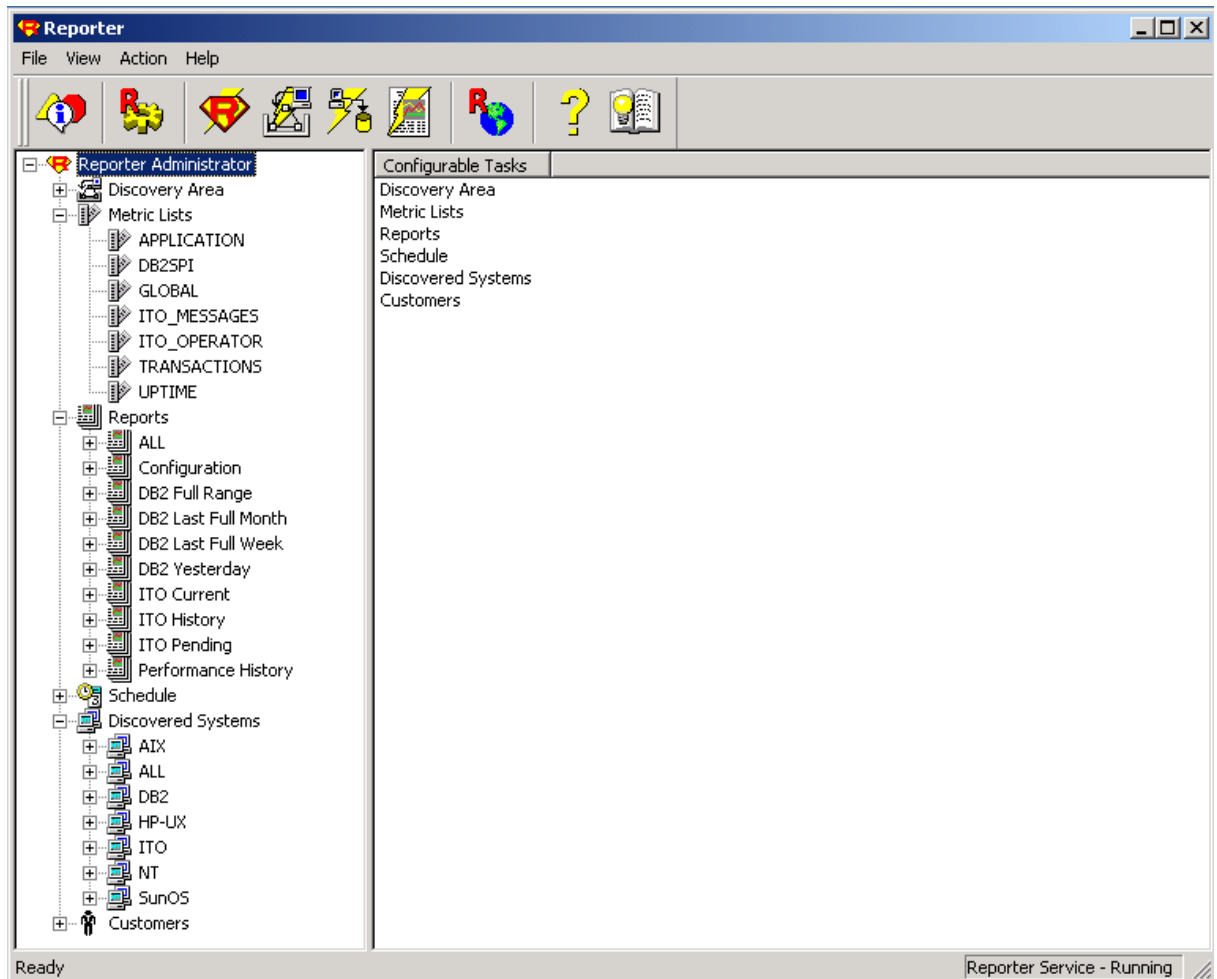 Reporter
File View Action Help
Reporter Administrator
Discovery Area
Metric Lists
APPLICATION
DB2SPI
GLOBAL
ITO_MESSAGES
ITO_OPERATOR
TRANSACTIONS
UPTIME
Reports
ALL
Configuration
DB2 Full Range
DB2 Last Full Month
DB2 Last Full Week
DB2 Yesterday
ITO Current
ITO History
ITO Pending
Performance History
Schedule
Discovered Systems
AIX
ALL
DB2
HP-UX
ITO
NT
SunOS
Customers
Configurable Tasks
Discovery Area
Metric Lists
Reports
Schedule
Discovered Systems
Customers
Ready
Reporter Service - Running